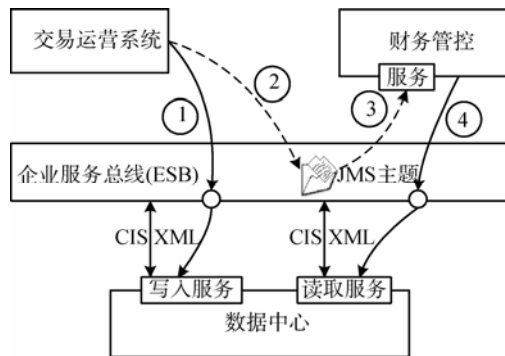 交易运营系统
财务管控
服务
②
①
③
④
企业服务总线(ESB)
JMS主题
CIS XML
CIS XML
写入服务
读取服务
数据中心